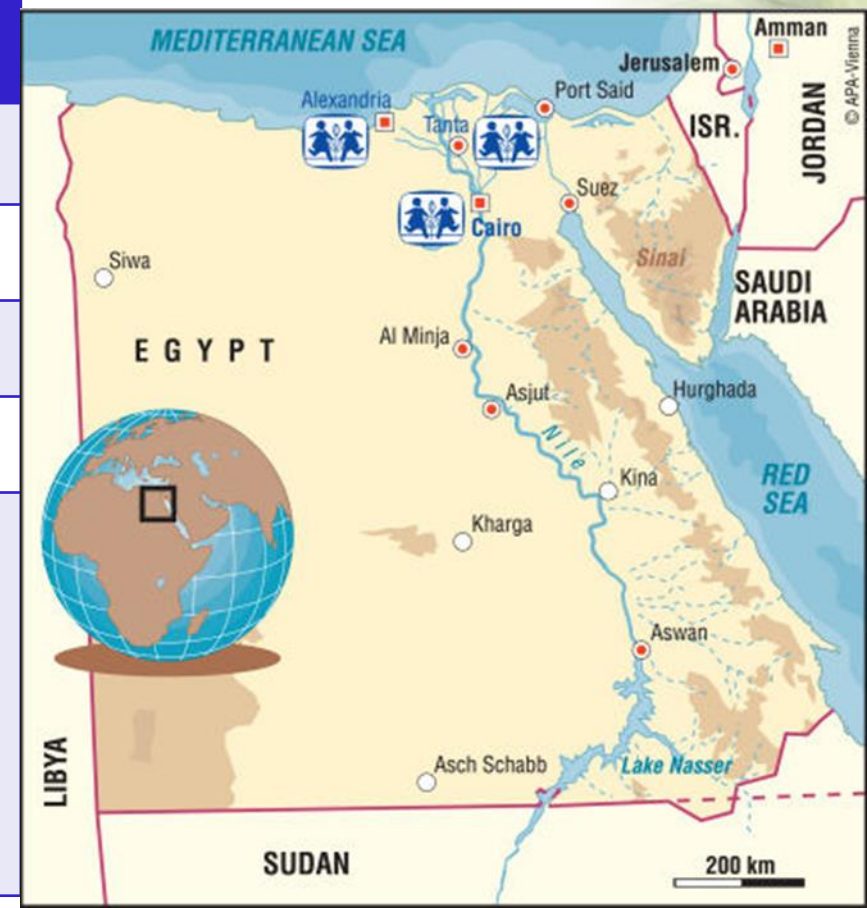 MEDITERRANEAN SEA
Amman
Jerusalem
© APA-Vienna
Alexandria
Port Said
Tanta
ISR.
JORDAN
Suez
Cairo
Sinai
Siwa
SAUDI
ARABIA
Al Minja
EGYPT
Asjut
Hurghada
Nile
Kina
RED
SEA
Kharga
Aswan
LIBYA
Asch Schabb
Lake Nasser
SUDAN
200 km